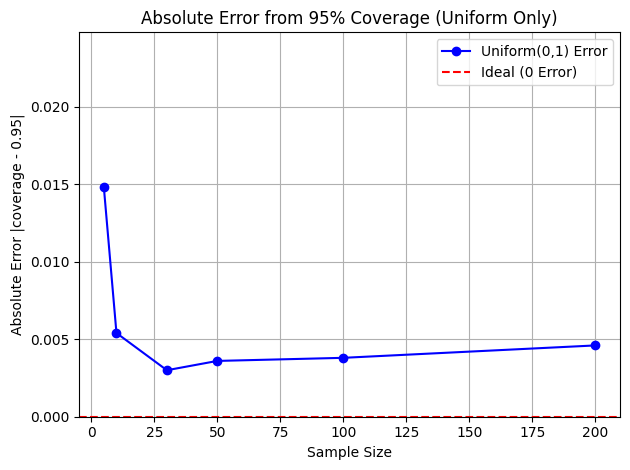 Absolute Error from 95% Coverage (Uniform Only)
Uniform(0,1) Error
Ideal (0 Error)
Absolute Error |coverage - 0.95|
0.020
0.015
0.010
0.005
0.000
0 25 50 75 100 125 150 175 200
Sample Size